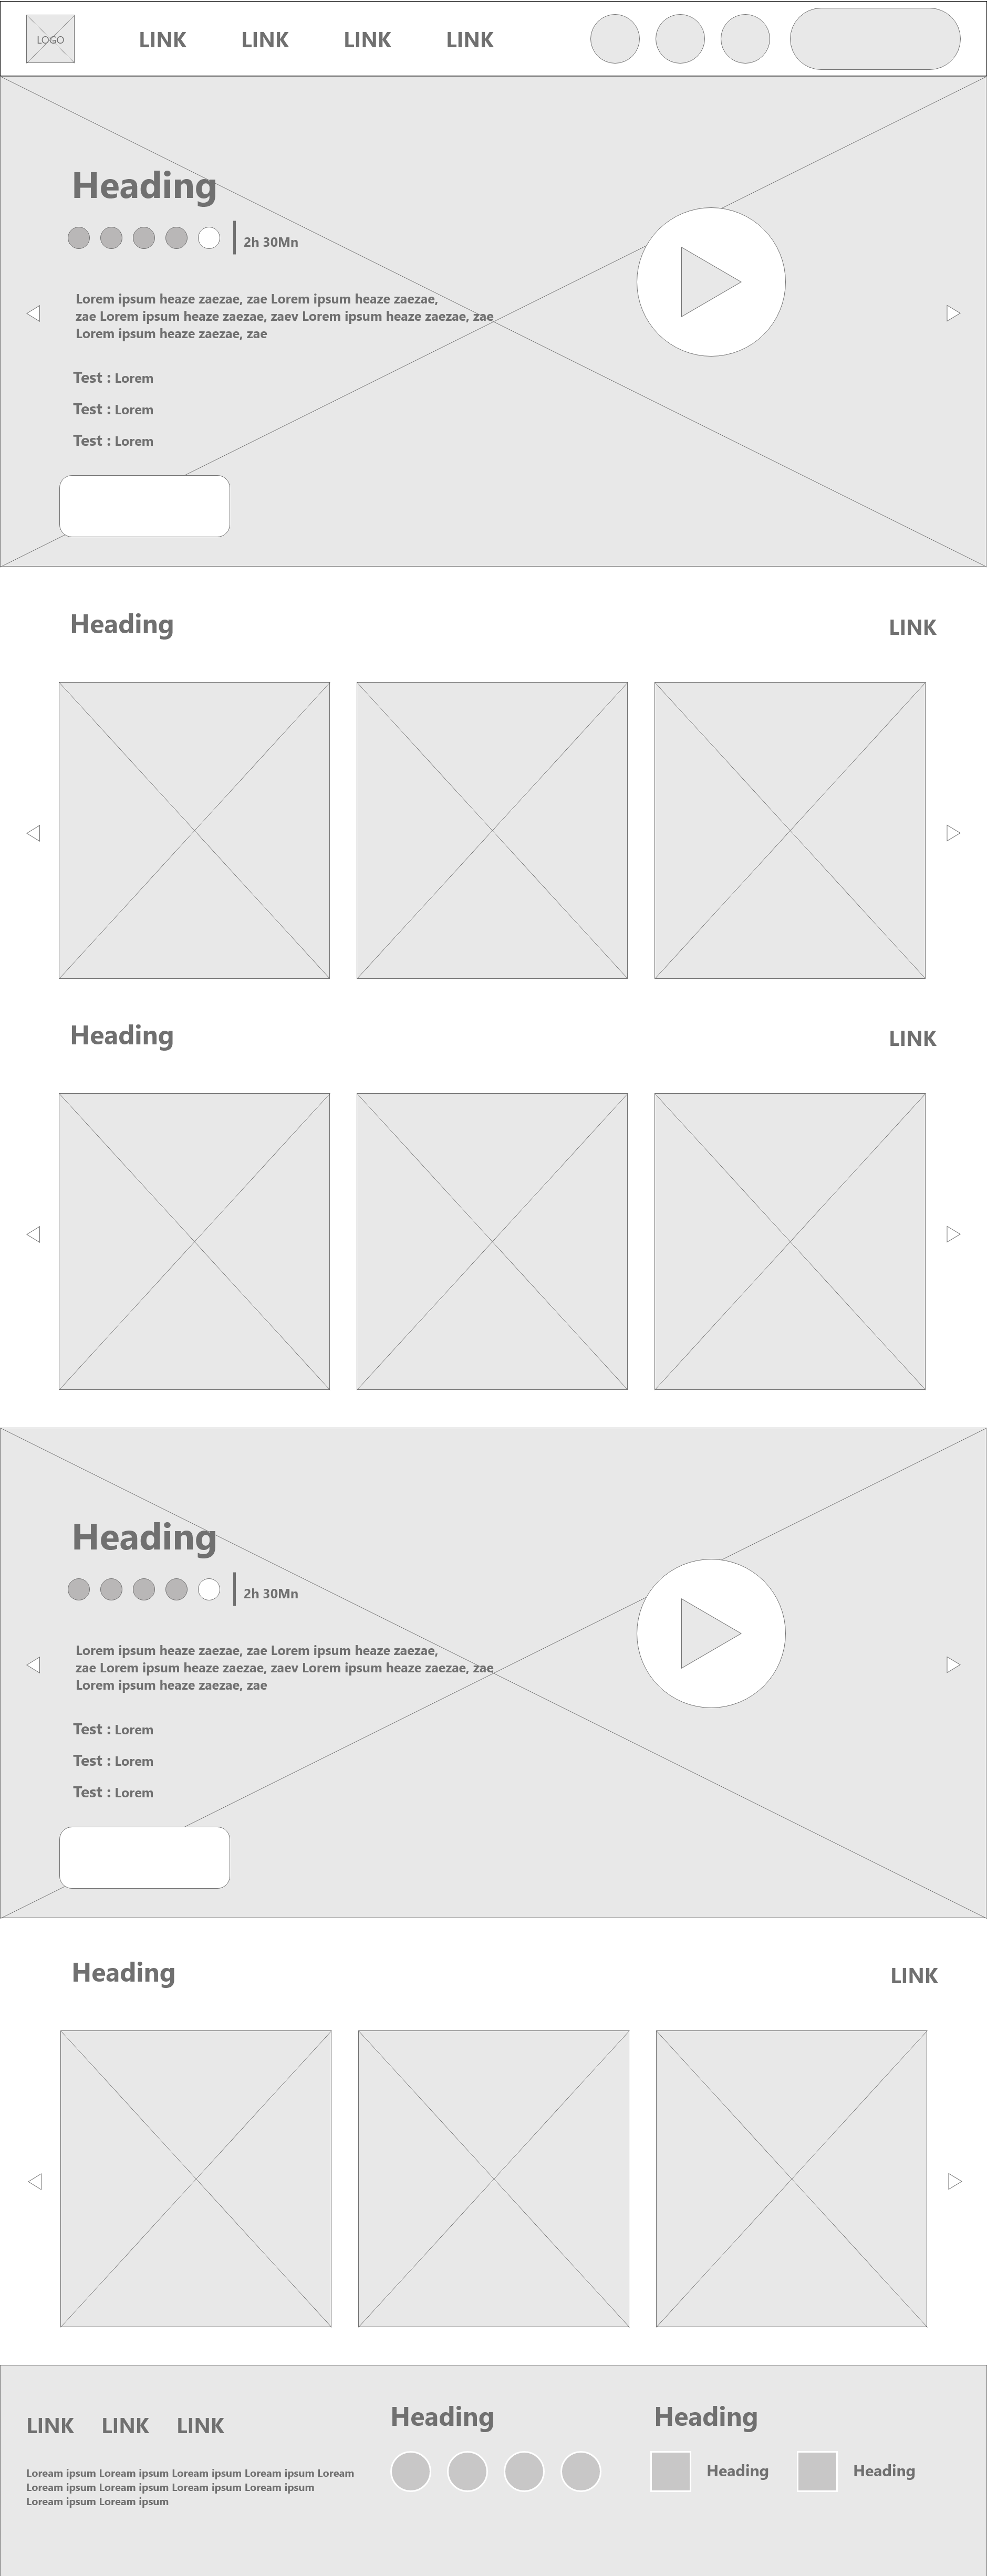 LOGO
LINK
LINK
LINK
LINK
Heading
2h 30Mn
Lorem ipsum heaze zaezae, zae Lorem ipsum heaze zaezae,
zae Lorem ipsum heaze zaezae, zaev Lorem ipsum heaze zaezae, zae
Lorem ipsum heaze zaezae, zae
Test : Lorem
Test : Lorem
Test : Lorem
Heading
LINK
Heading
LINK
Heading
2h 30Mn
Lorem ipsum heaze zaezae, zae Lorem ipsum heaze zaezae,
zae Lorem ipsum heaze zaezae, zaev Lorem ipsum heaze zaezae, zae
Lorem ipsum heaze zaezae, zae
Test : Lorem
Test : Lorem
Test : Lorem
Heading
LINK
LINK
LINK
LINK
Loream ipsum Loream ipsum Loream ipsum Loream ipsum Loream
Loream ipsum Loream ipsum Loream ipsum Loream ipsum
Loream ipsum Loream ipsum
Heading
Heading
Heading
Heading